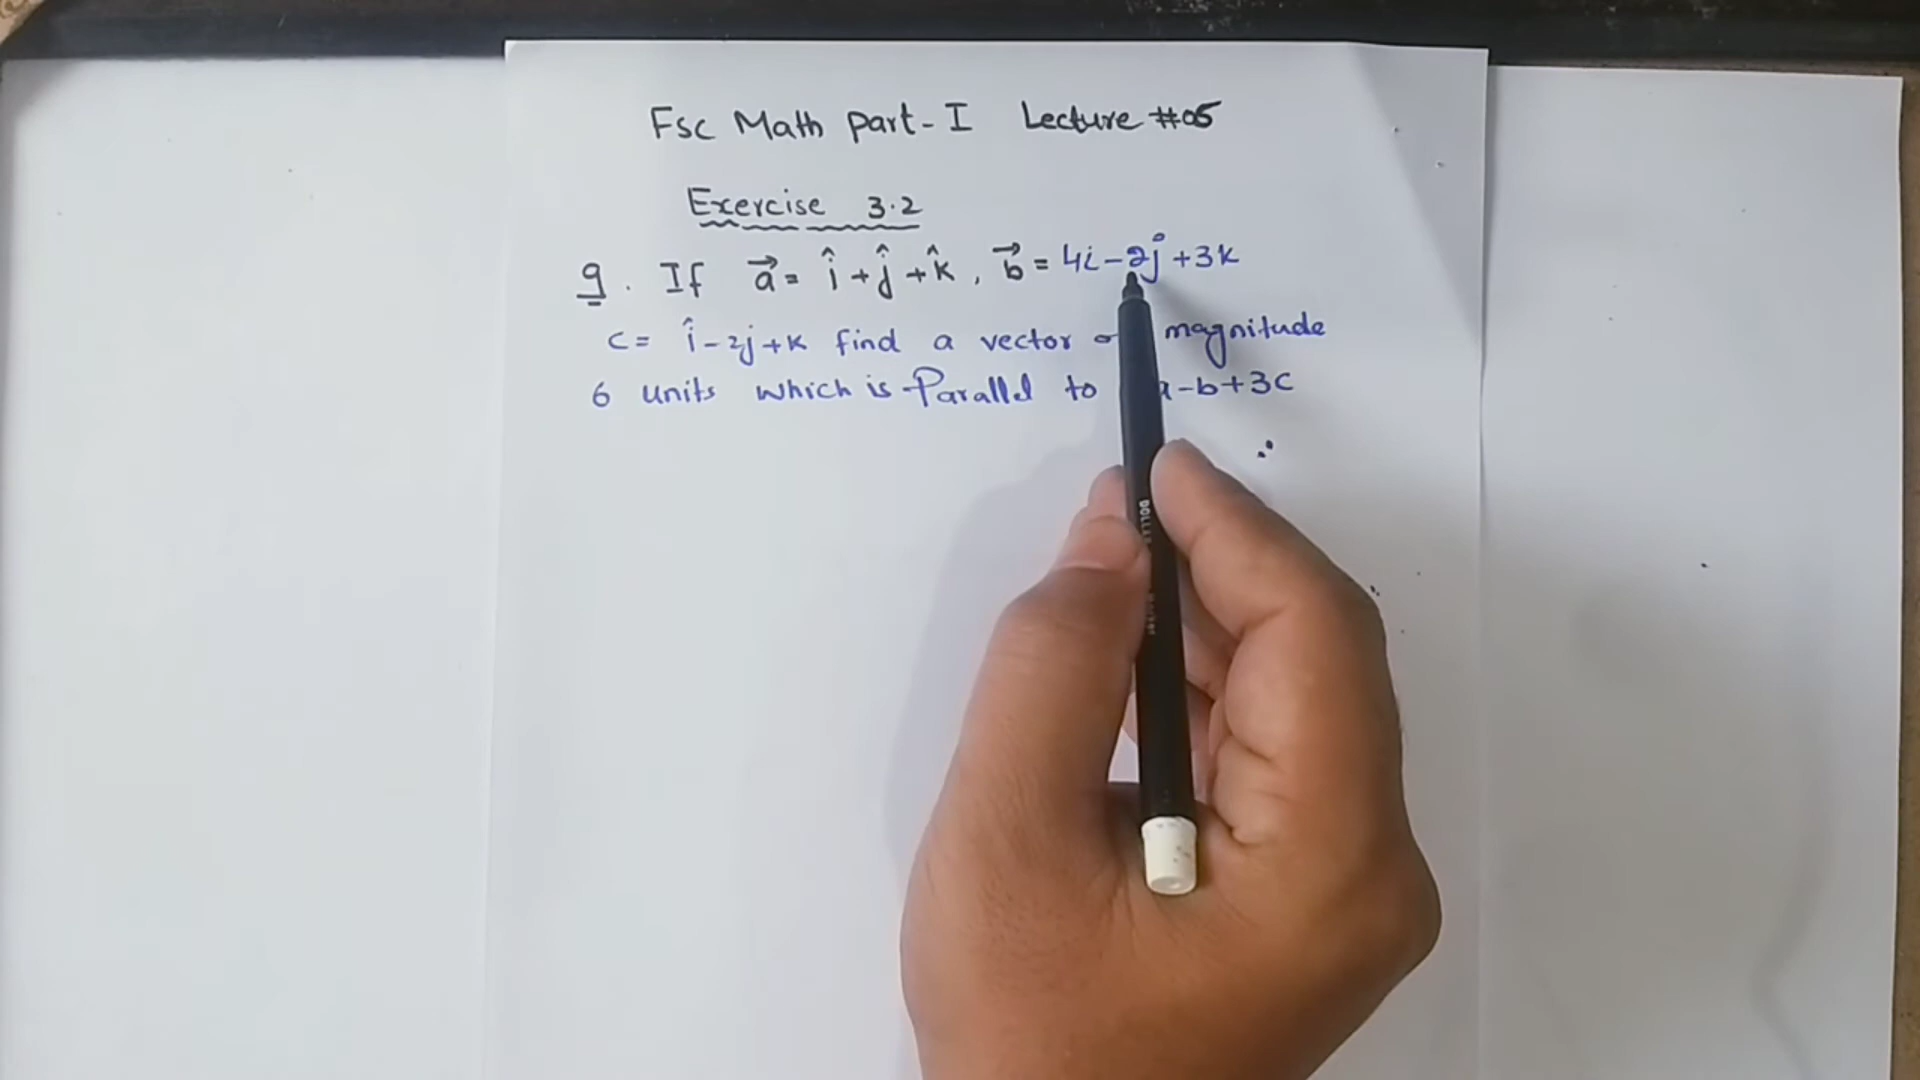 Fsc Math part-I Lecture #05
Exercise 3.2
9. If a⃗ = î + ĵ + k̂, b⃗ = 4i-2j+3k
c = î-2j+k find a vector magnitude
6 units which is Parallel to a-b+3c
DOLLAR